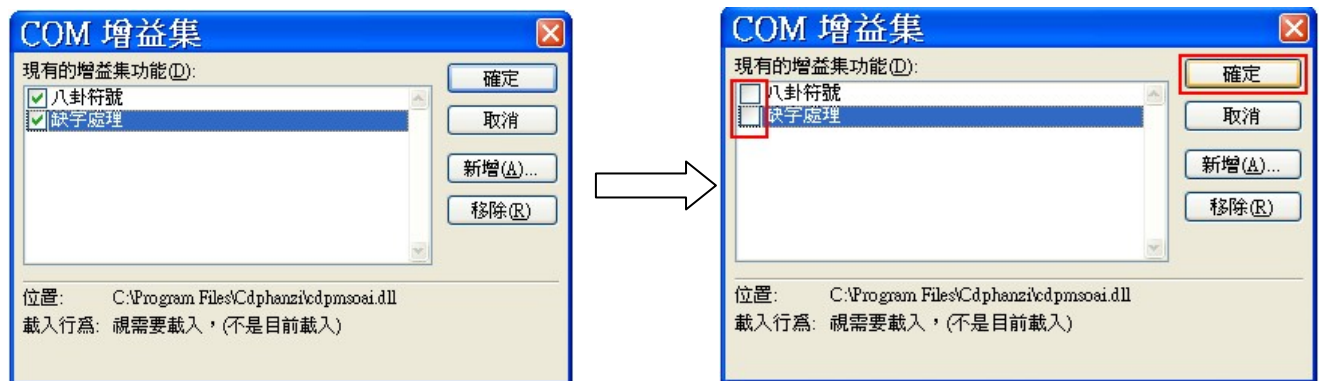 COM 增益集
現有的增益集功能(D):
八卦符號
缺字處理
確定
取消
新增(A)...
移除(R)
位置: C:\Program Files\Cdphanzi\cdpmsoai.dll
載入行為: 視需要載入，(不是目前載入)
COM 增益集
現有的增益集功能(D):
八卦符號
缺字處理
確定
取消
新增(A)...
移除(R)
位置: C:\Program Files\Cdphanzi\cdpmsoai.dll
載入行為: 視需要載入，(不是目前載入)